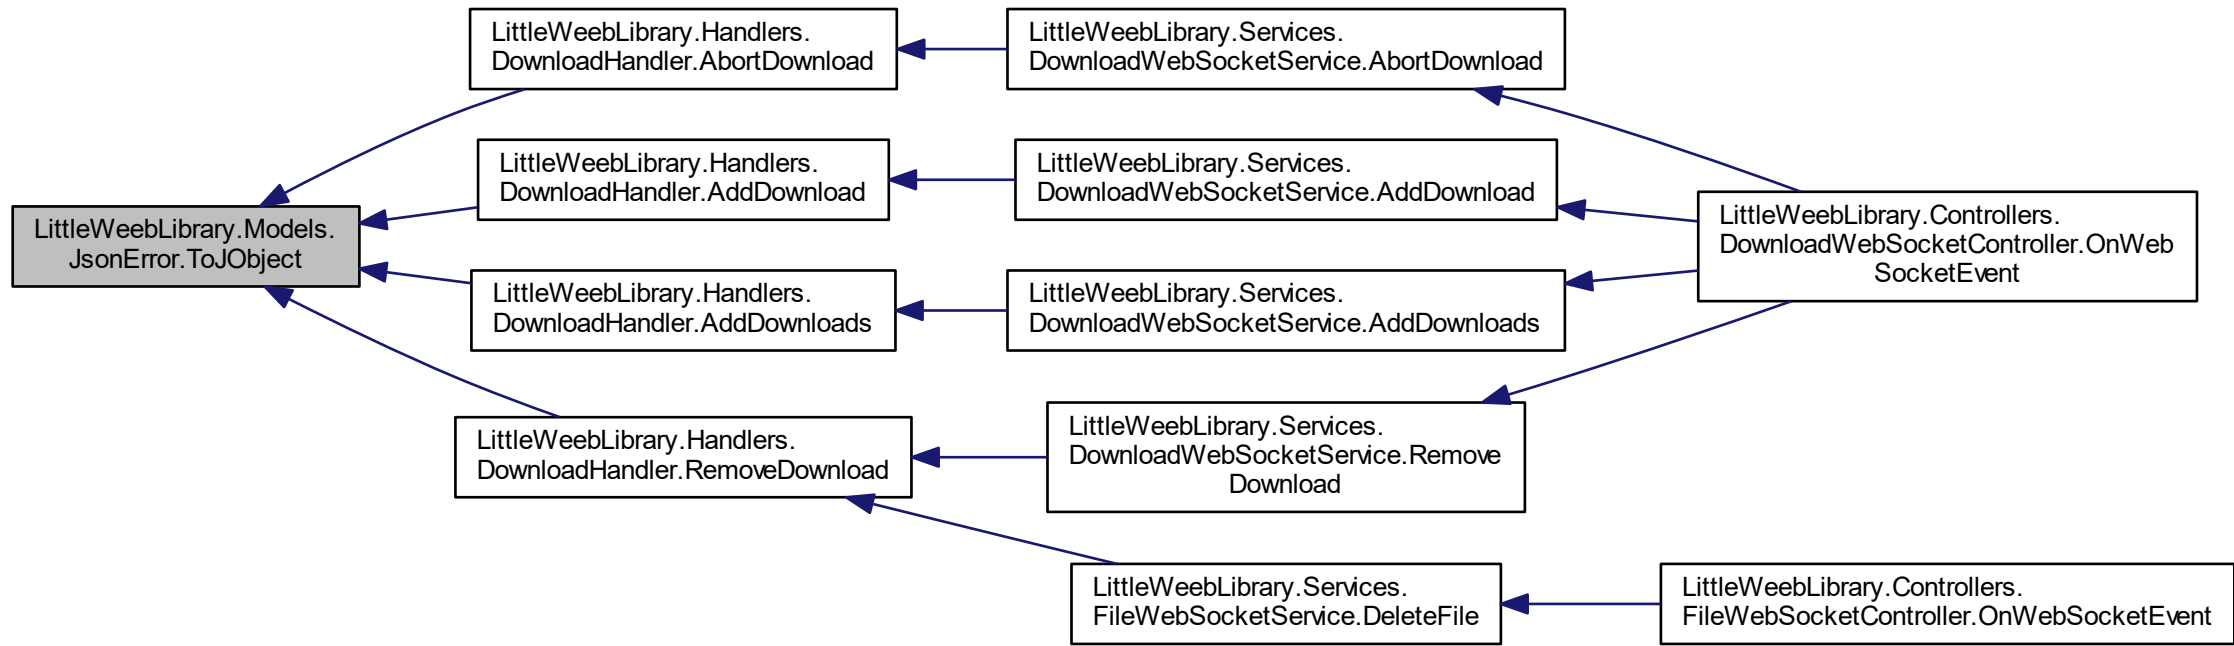 LittleWeebLibrary.Handlers.
DownloadHandler.AbortDownload
LittleWeebLibrary.Services.
DownloadWebSocketService.AbortDownload
LittleWeebLibrary.Handlers.
DownloadHandler.AddDownload
LittleWeebLibrary.Services.
DownloadWebSocketService.AddDownload
LittleWeebLibrary.Controllers.
DownloadWebSocketController.OnWeb
SocketEvent
LittleWeebLibrary.Models.
JsonError.ToJObject
LittleWeebLibrary.Handlers.
DownloadHandler.AddDownloads
LittleWeebLibrary.Services.
DownloadWebSocketService.AddDownloads
LittleWeebLibrary.Handlers.
DownloadHandler.RemoveDownload
LittleWeebLibrary.Services.
DownloadWebSocketService.Remove
Download
LittleWeebLibrary.Services.
FileWebSocketService.DeleteFile
LittleWeebLibrary.Controllers.
FileWebSocketController.OnWebSocketEvent